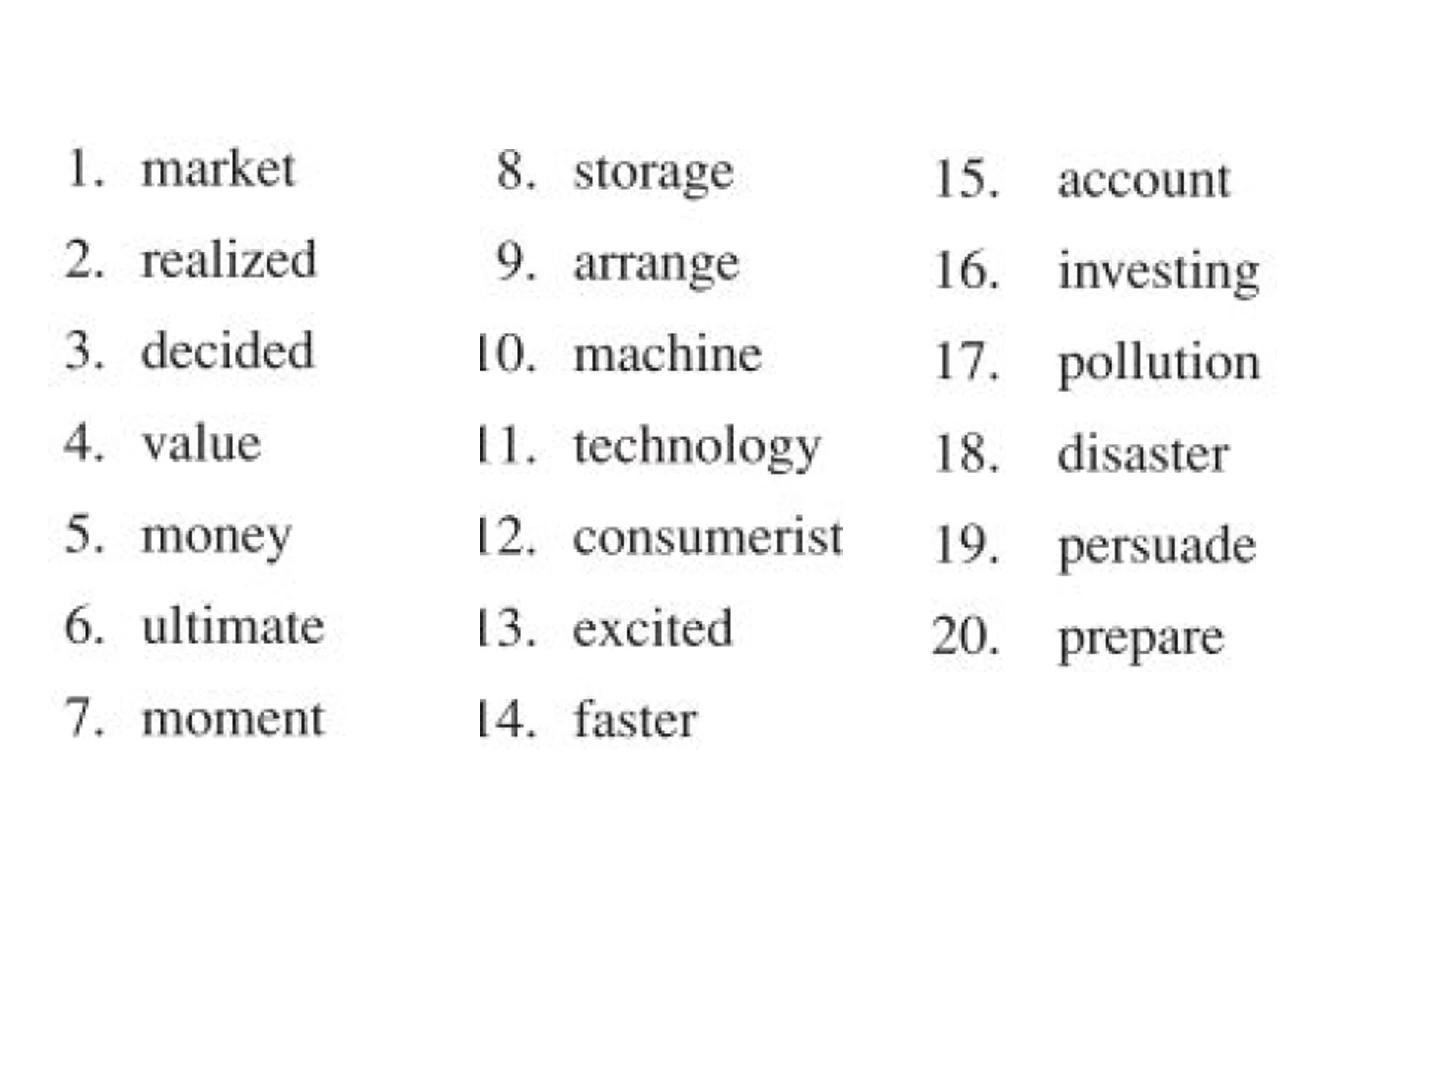 1. market
2. realized
3. decided
4. value
5. money
6. ultimate
7. moment
8. storage
9. arrange
10. machine
11. technology
12. consumerist
13. excited
14. faster
15. account
16. investing
17. pollution
18. disaster
19. persuade
20. prepare